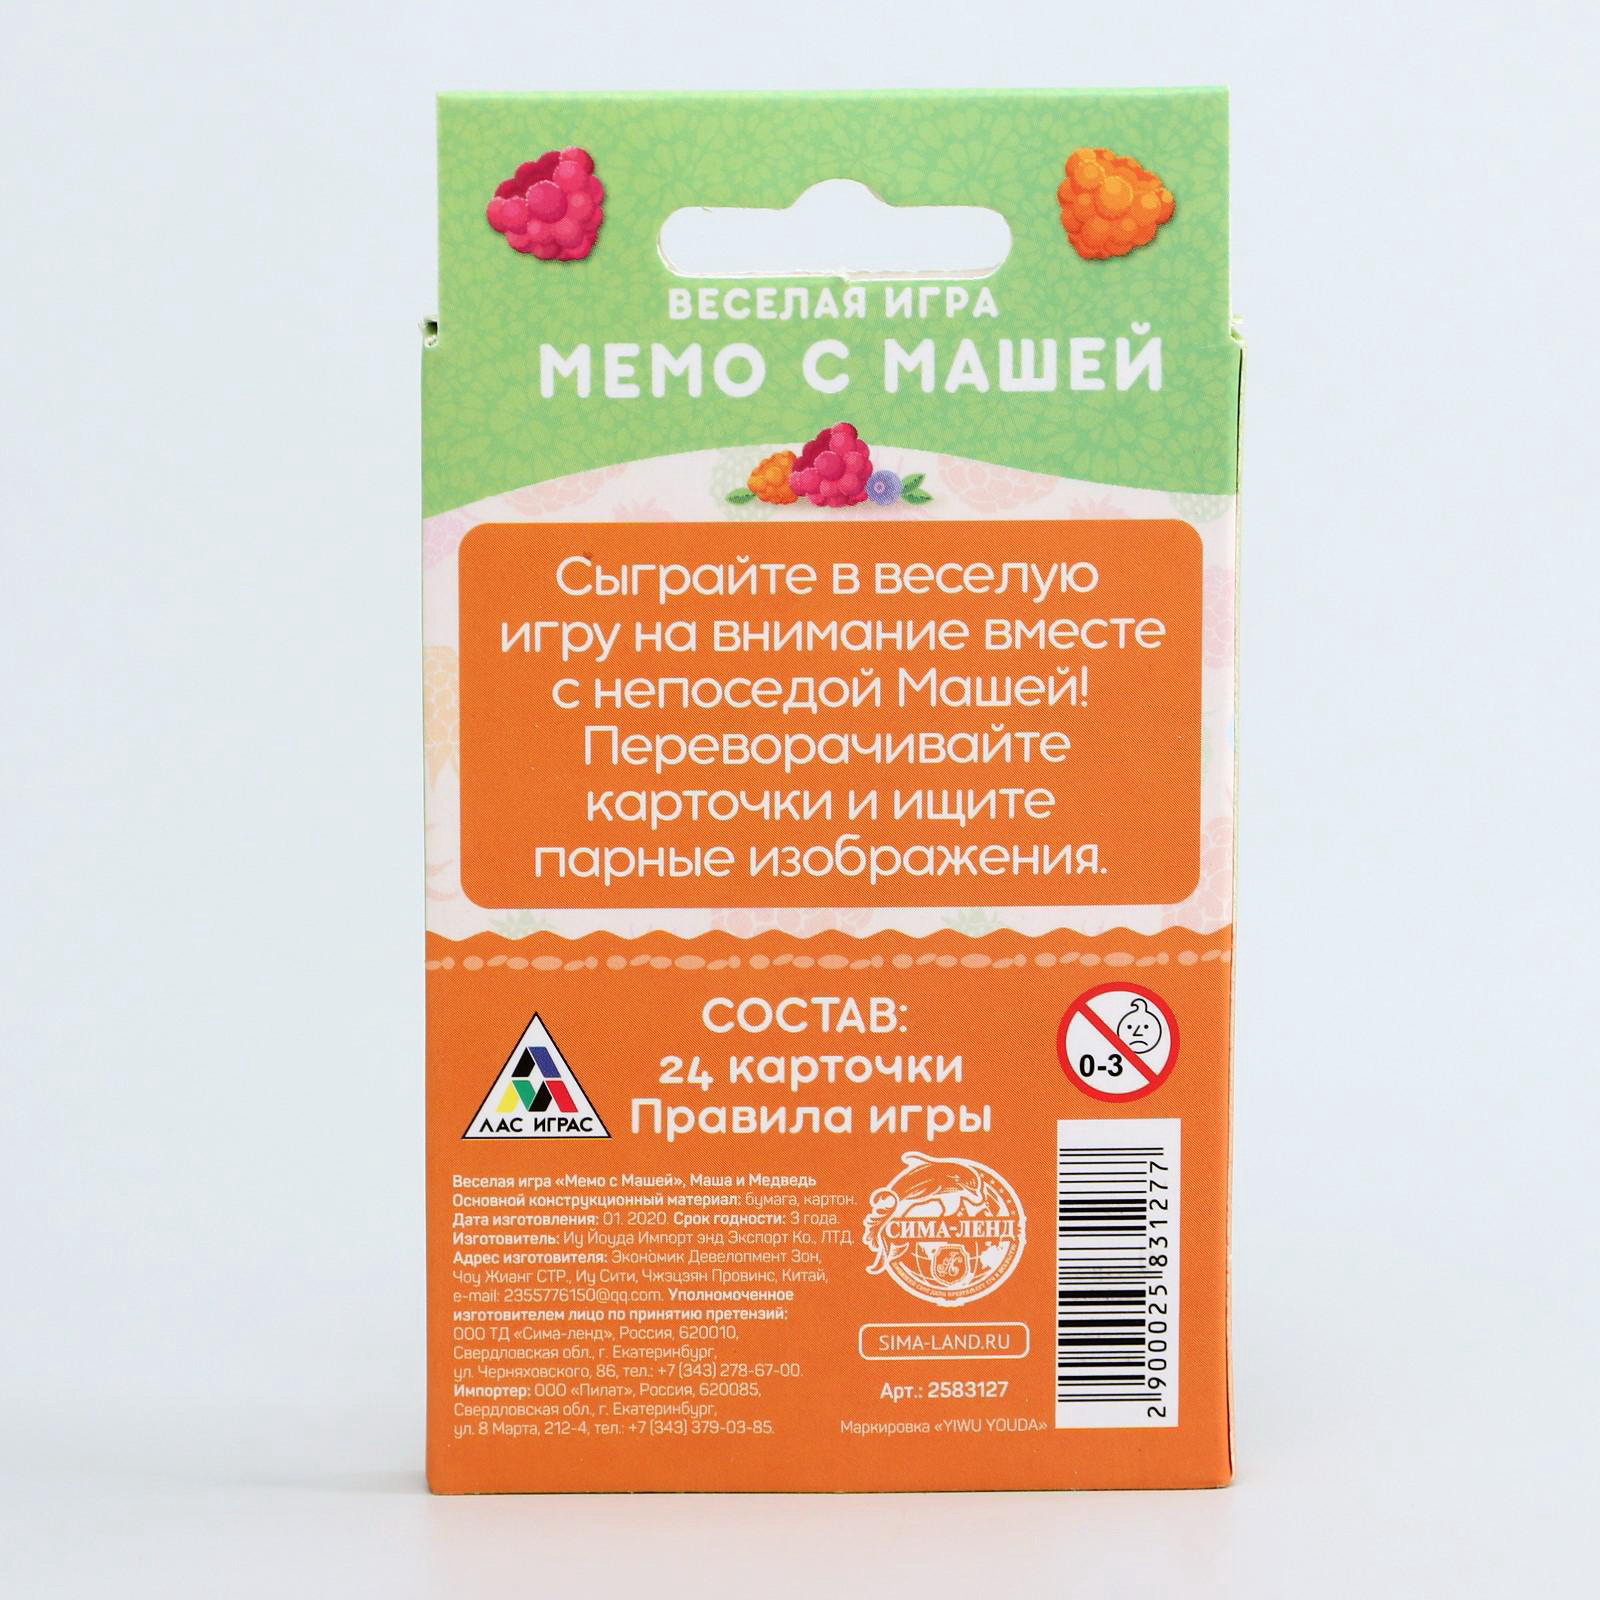 ВЕСЕЛАЯ ИГРА
МЕМО С МАШЕЙ
Сыграйте в веселую
игру на внимание вместе
с непоседой Машей!
Переворачивайте
карточки и ищите
парные изображения.
СОСТАВ:
24 карточки
Правила игры
ЛАС ИГРАС
0-3
Веселая игра «Мемо с Машей», Маша и Медведь
Основной конструкционный материал: бумага, картон.
Дата изготовления: 01. 2020. Срок годности: 3 года.
Изготовитель: Иу Йоуда Импорт энд Экспорт Ко., ЛТД.
Адрес изготовителя: Экономик Девелопмент Зон,
Чоу Жианг СТР., Иу Сити, Чжэцзян Провинс, Китай,
e-mail: 2355776150@qq.com. Уполномоченное
изготовителем лицо по принятию претензий:
ООО ТД «Сима-ленд», Россия, 620010,
Свердловская обл., г. Екатеринбург,
ул. Черняховского, 86, тел.: +7 (343) 278-67-00.
Импортер: ООО «Пилат», Россия, 620085,
Свердловская обл., г. Екатеринбург,
ул. 8 Марта, 212-4, тел.: +7 (343) 379-03-85.
СИМА-ЛЕНД
SIMA-LAND.RU
Арт.: 2583127
Маркировка «YIWU YOUDA»
2 900025 831277